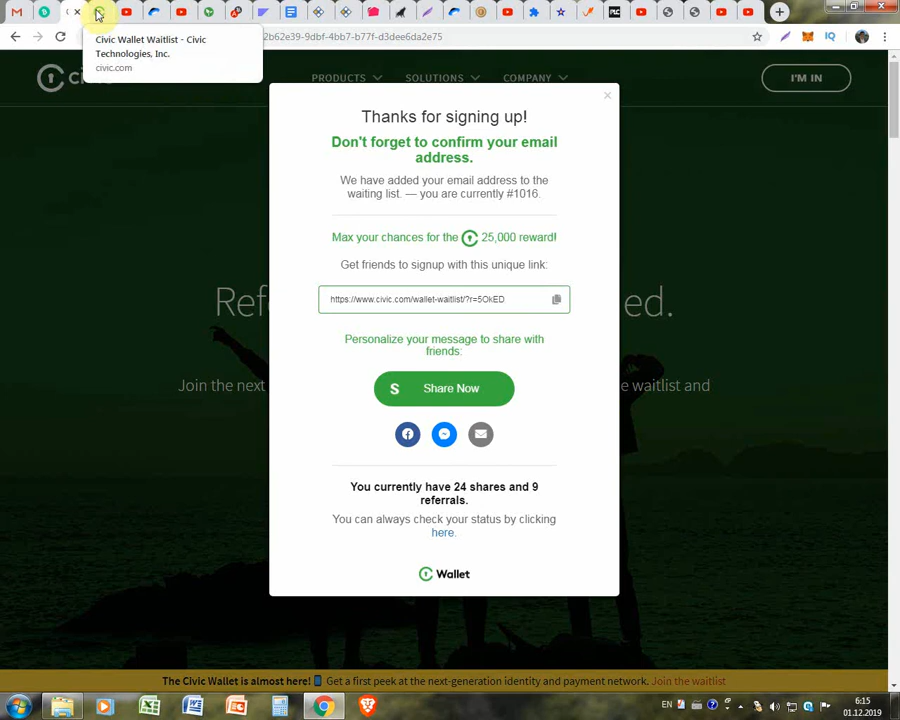 Civic Wallet Waitlist - Civic
Technologies, Inc.
civic.com
2b62e39-9dbf-4bb7-b77f-d3dee6da2e75
PRODUCTS
SOLUTIONS
COMPANY
I'M IN
×
Thanks for signing up!
Don't forget to confirm your email
address.
We have added your email address to the
waiting list. — you are currently #1016.
Max your chances for the 25,000 reward!
Get friends to signup with this unique link:
https://www.civic.com/wallet-waitlist/?r=5OkED
Personalize your message to share with
friends:
S Share Now
You currently have 24 shares and 9
referrals.
You can always check your status by clicking
here.
Wallet
Join the next
waitlist and
The Civic Wallet is almost here! Get a first peek at the next-generation identity and payment network. Join the waitlist
EN
6:15
01.12.2019